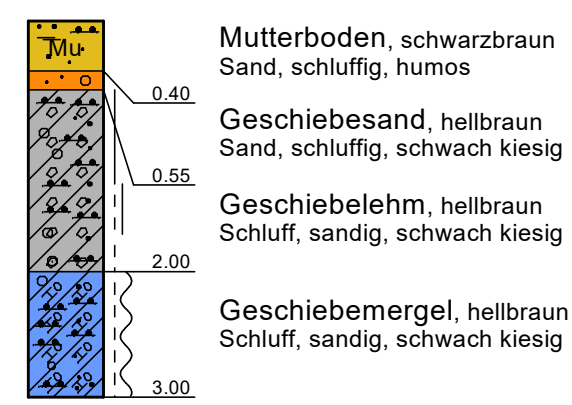 Mu
Mutterboden, schwarzbraun
Sand, schluffig, humos
0.40
Geschiebesand, hellbraun
Sand, schluffig, schwach kiesig
0.55
Geschiebelehm, hellbraun
Schluff, sandig, schwach kiesig
2.00
Geschiebemergel, hellbraun
Schluff, sandig, schwach kiesig
3.00